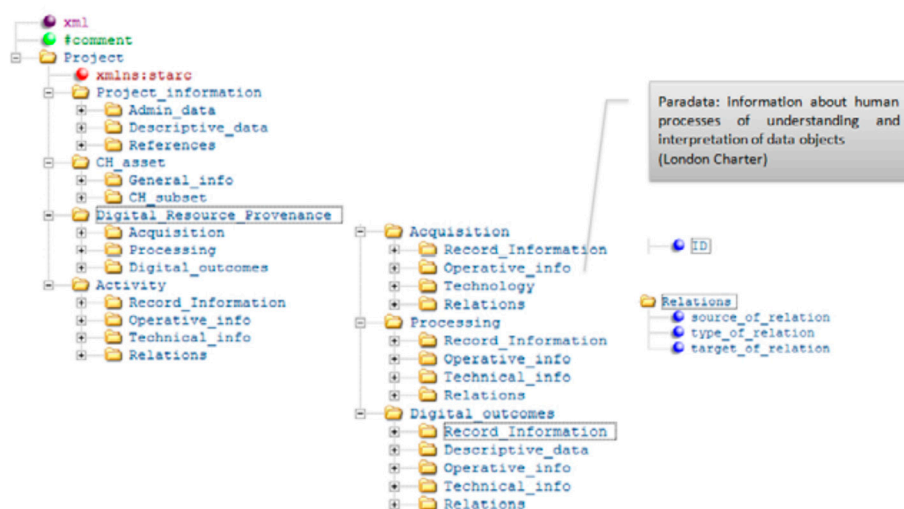 xml
#comment
Project
xmlns:starc
Project_information
Admin_data
Descriptive_data
References
CH_asset
General_info
CH_subset
Digital_Resource_Provenance
Acquisition
Processing
Digital_outcomes
Activity
Record_Information
Operative_info
Technical_info
Relations
Acquisition
Record_Information
Operative_info
Technology
Relations
Processing
Record_Information
Operative_info
Technical_info
Relations
Digital_outcomes
Record_Information
Descriptive_data
Operative_info
Technical_info
Relations
Paradata: Information about human
processes of understanding and
interpretation of data objects
(London Charter)
ID
Relations
source_of_relation
type_of_relation
target_of_relation